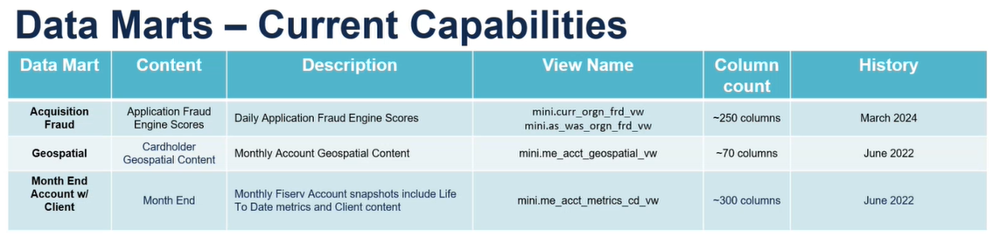 Data Marts – Current Capabilities
Data Mart
Content
Description
View Name
Column
count
History
Acquisition
Fraud
Application Fraud
Engine Scores
Daily Application Fraud Engine Scores
mini.curr_orgn_frd_vw
mini.as_was_orgn_frd_vw
~250 columns
March 2024
Geospatial
Cardholder
Geospatial Content
Monthly Account Geospatial Content
mini.me_acct_geospatial_vw
~70 columns
June 2022
Month End
Account w/
Client
Month End
Monthly Fiserv Account snapshots include Life
To Date metrics and Client content
mini.me_acct_metrics_cd_vw
~300 columns
June 2022